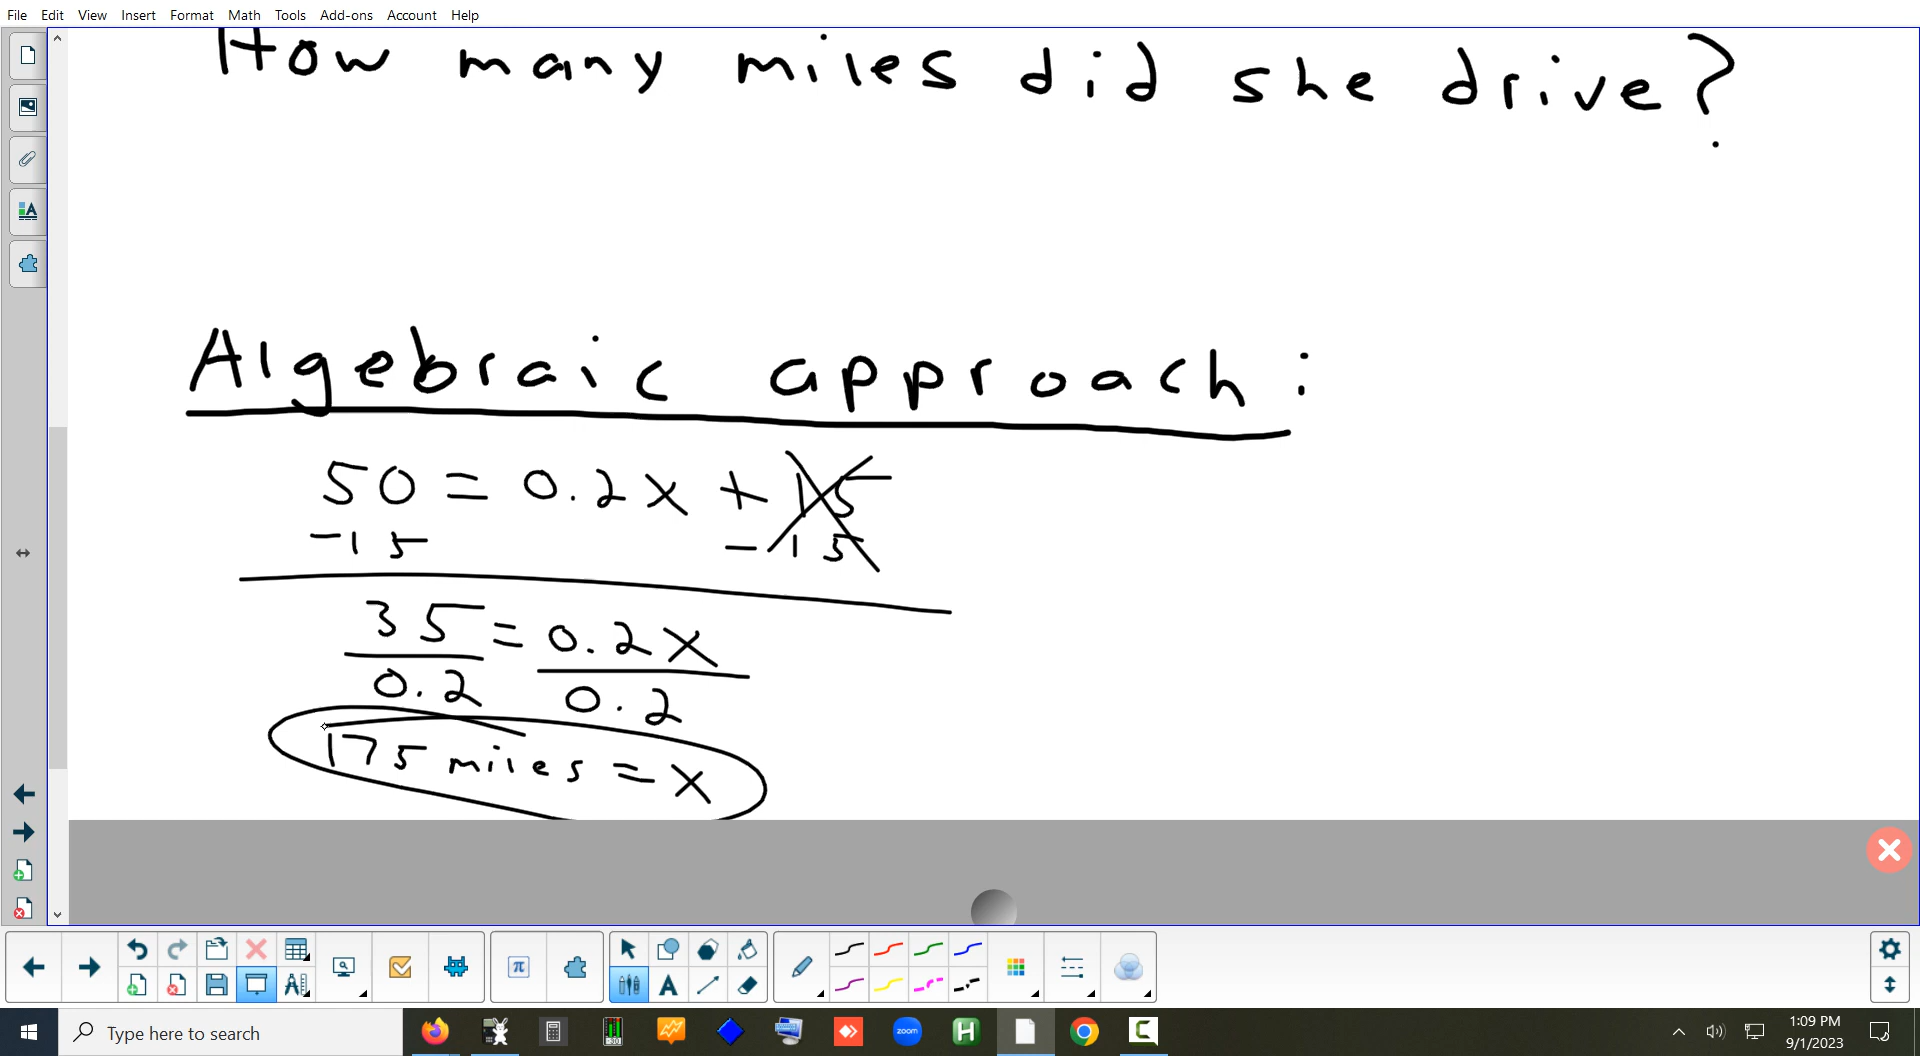 File Edit View Insert Format Math Tools Add-ons Account Help
How many miles did she drive?
Algebraic approach:
50 = 0.2x + 15
-15 -15
35 = 0.2x
0.2 0.2
175 miles = x
A
π
A
zoom
H
C
Type here to search
1:09 PM
9/1/2023